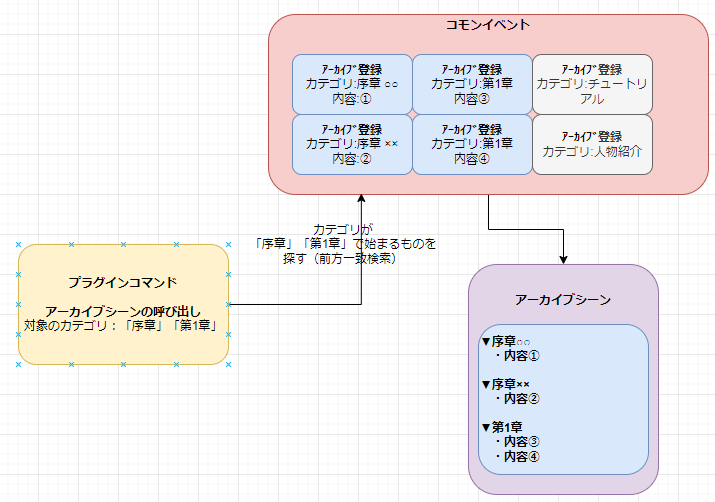 コモンイベント
ｱｰｶｲﾌﾞ登録
カテゴリ:序章 ○○
内容:①
ｱｰｶｲﾌﾞ登録
カテゴリ:第1章
内容③
ｱｰｶｲﾌﾞ登録
カテゴリ:チュートリ
アル
ｱｰｶｲﾌﾞ登録
カテゴリ:序章 ××
内容:②
ｱｰｶｲﾌﾞ登録
カテゴリ:第1章
内容④
ｱｰｶｲﾌﾞ登録
カテゴリ:人物紹介
カテゴリが
「序章」「第1章」で始まるものを
探す（前方一致検索）
プラグインコマンド
アーカイブシーンの呼び出し
対象のカテゴリ：「序章」「第1章」
アーカイブシーン
▼序章○○
・内容①
▼序章××
・内容②
▼第1章
・内容③
・内容④